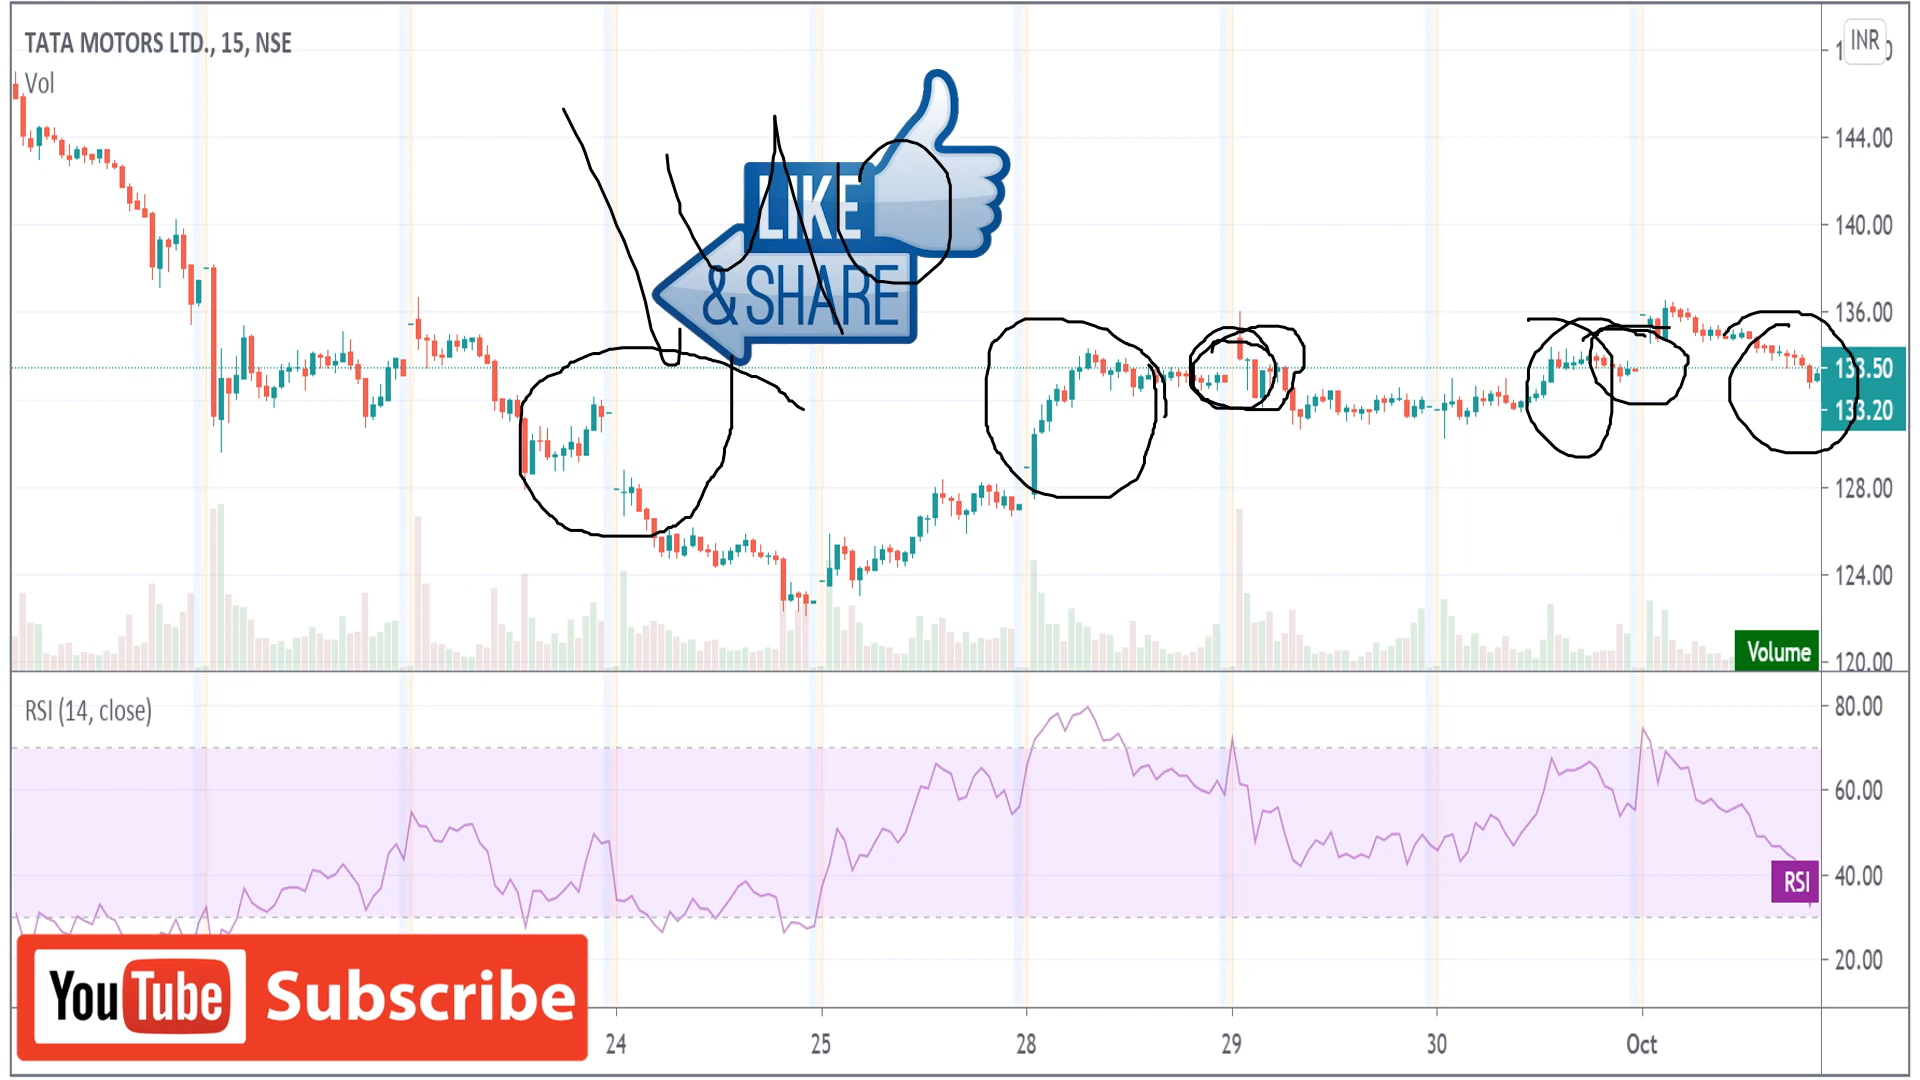 TATA MOTORS LTD., 15, NSE
INR
Vol
144.00
LIKE
140.00
& SHARE
136.00
133.50
133.20
128.00
124.00
Volume
120.00
RSI (14, close)
80.00
60.00
RSI
40.00
YouTube Subscribe
20.00
24 25 28 29 30 Oct